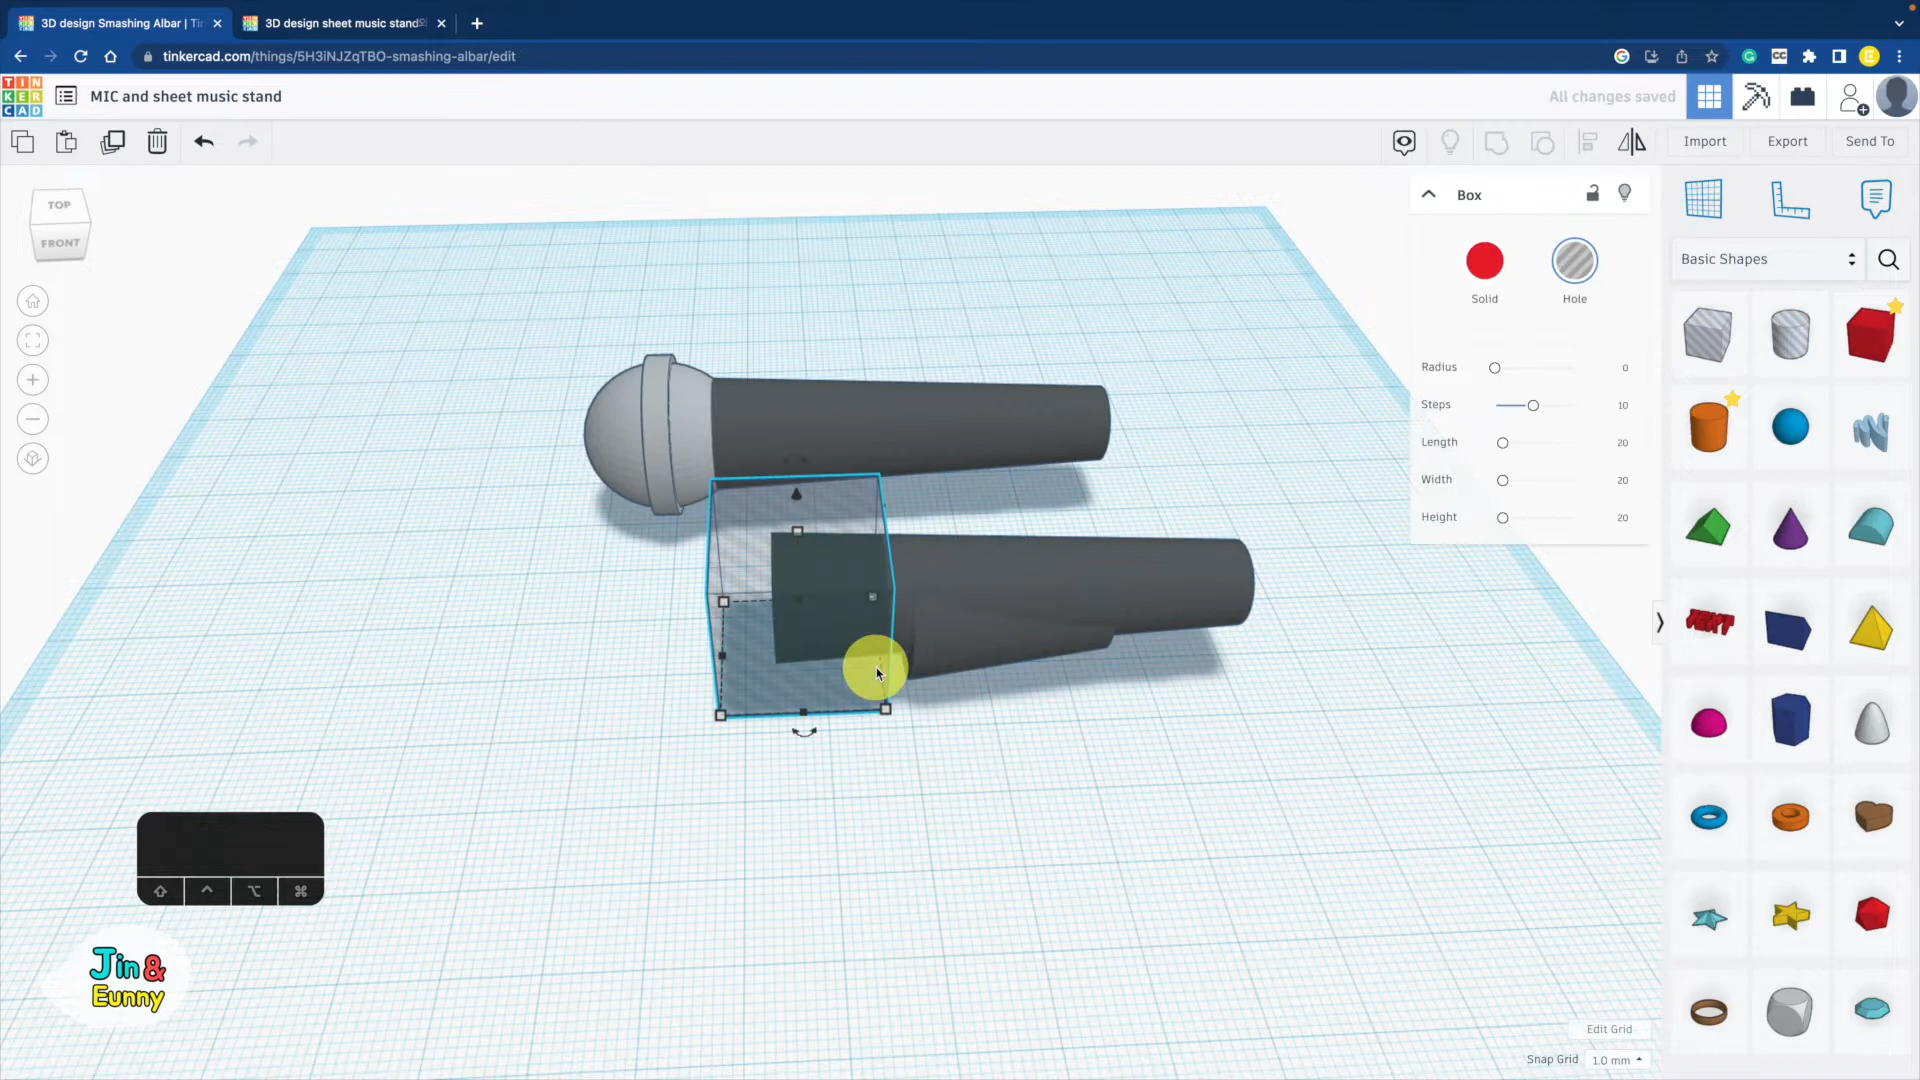 3D design Smashing Albar | Tin
3D design sheet music stand
tinkercad.com/things/5H3iNJZqTBO-smashing-albar/edit
CC
TIN
KER
CAD
MIC and sheet music stand
All changes saved
Import
Export
Send To
TOP
FRONT
Box
Solid
Hole
Radius 0
Steps 10
Length 20
Width 20
Height 20
Basic Shapes
TEXT
Jin &
Eunny
Edit Grid
Snap Grid 1.0 mm